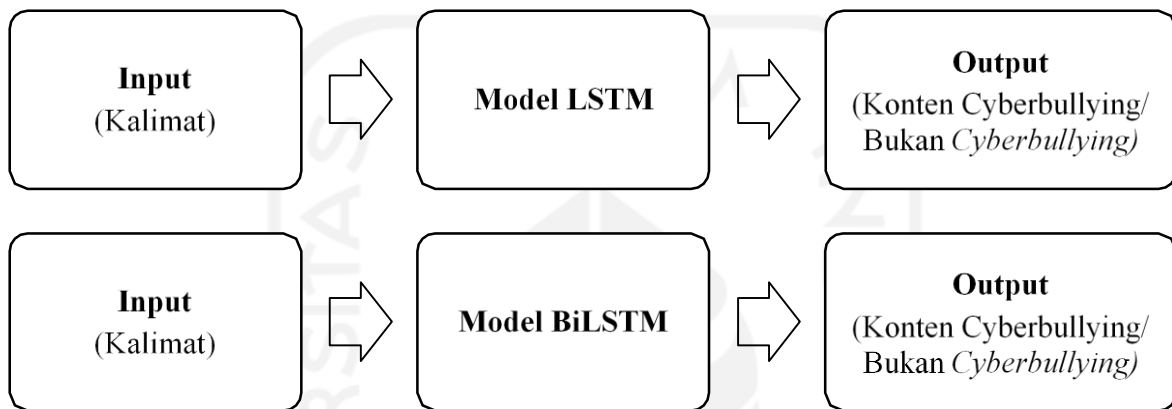 Input
(Kalimat)
Model LSTM
Output
(Konten Cyberbullying/
Bukan Cyberbullying)
Input
(Kalimat)
Model BiLSTM
Output
(Konten Cyberbullying/
Bukan Cyberbullying)